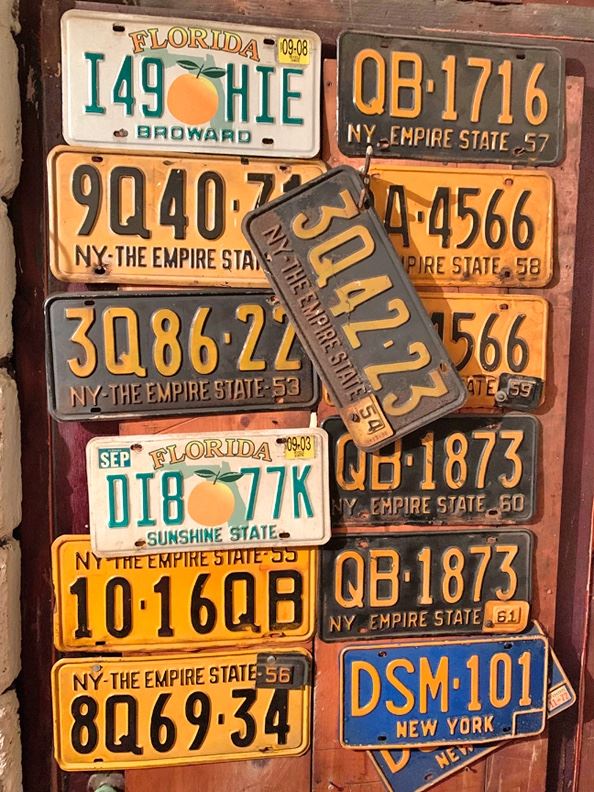 FLORIDA
09-08
I49 HIE
BROWARD
QB·1716
NY EMPIRE STATE 57
9Q40·71
NY-THE EMPIRE
A·4566
EMPIRE STATE 58
3Q42·23
NY-THE EMPIRE STATE
54
3Q86·22
NY-THE EMPIRE STATE-53
4566
STATE
59
SEP
FLORIDA
09-03
DI8 77K
SUNSHINE STATE
QB·1873
NY EMPIRE STATE 60
NY-THE EMPIRE STATE-55
10·16QB
QB·1873
NY EMPIRE STATE
61
NY-THE EMPIRE STATE
56
8Q69·34
DSM·101
NEW YORK